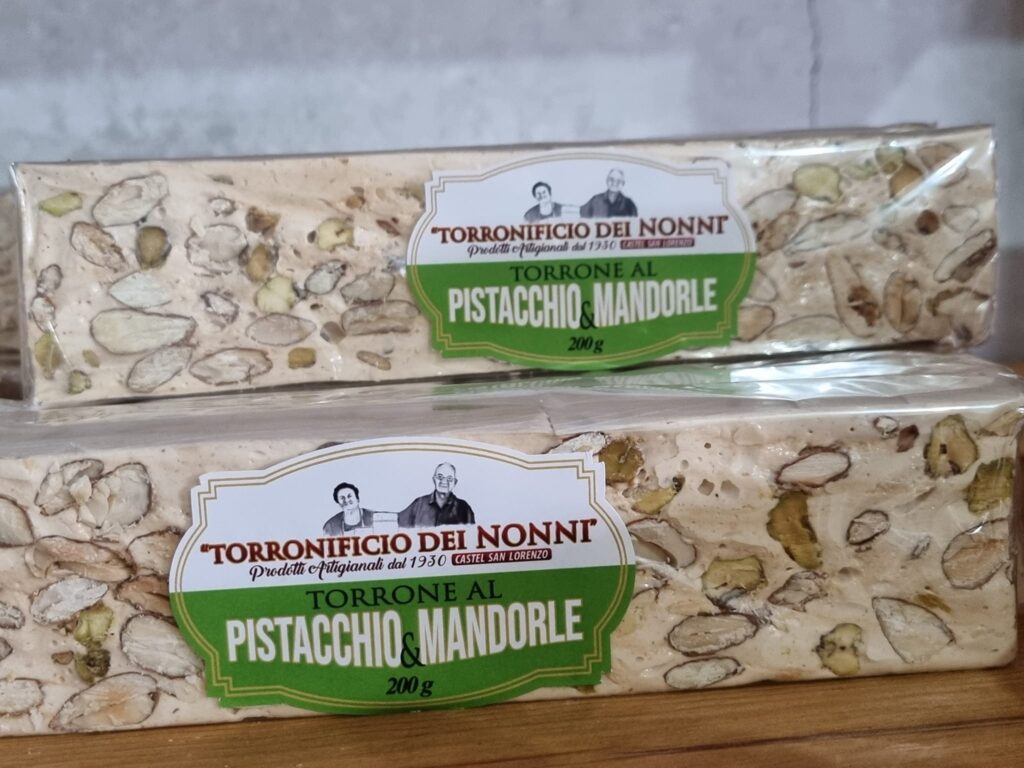 "TORRONIFICIO DEI NONNI"
Prodotti Artigianali dal 1930 CASTEL SAN LORENZO
TORRONE AL
PISTACCHIO & MANDORLE
200 g
"TORRONIFICIO DEI NONNI"
Prodotti Artigianali dal 1930 CASTEL SAN LORENZO
TORRONE AL
PISTACCHIO & MANDORLE
200 g